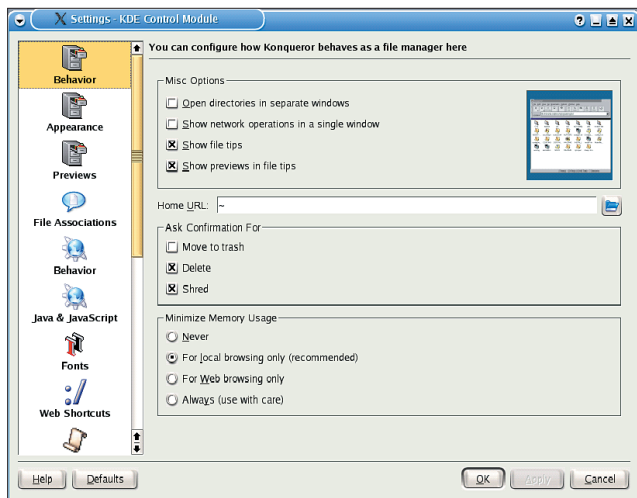 Settings - KDE Control Module
You can configure how Konqueror behaves as a file manager here
Behavior
Appearance
Previews
File Associations
Behavior
Java & JavaScript
Fonts
Web Shortcuts
Misc Options
Open directories in separate windows
Show network operations in a single window
Show file tips
Show previews in file tips
Home URL: ~
Ask Confirmation For
Move to trash
Delete
Shred
Minimize Memory Usage
Never
For local browsing only (recommended)
For Web browsing only
Always (use with care)
Help
Defaults
OK
Apply
Cancel